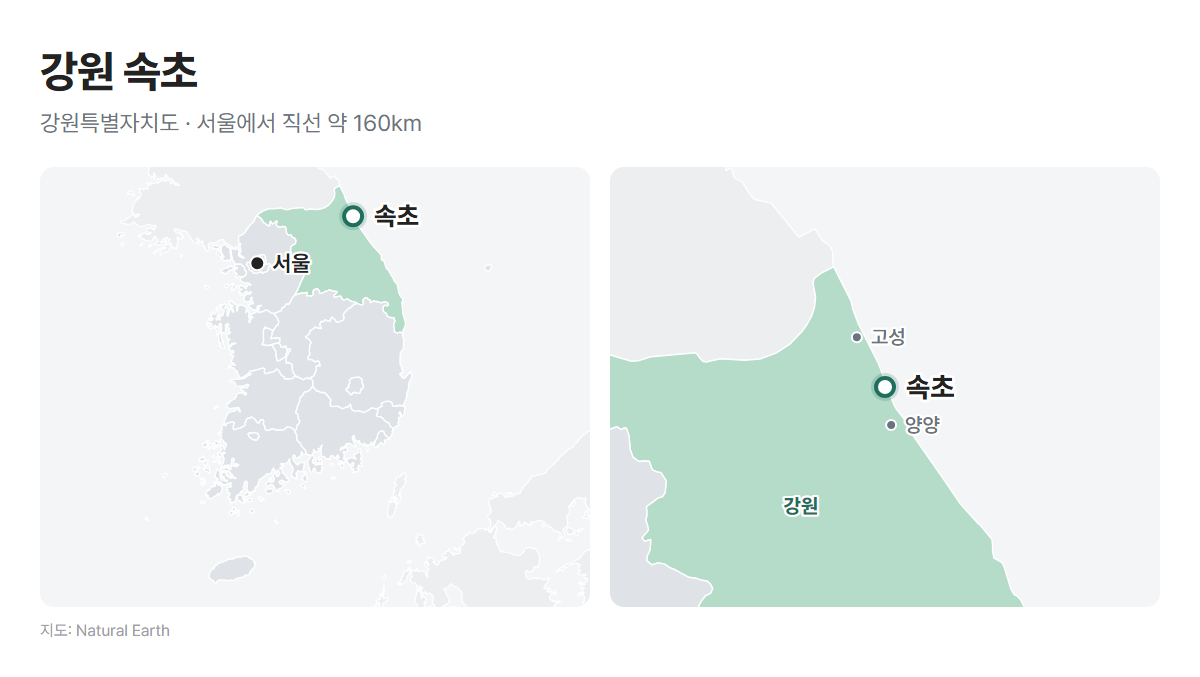 강원 속초
강원특별자치도 · 서울에서 직선 약 160km
속초
서울
고성
속초
양양
강원
지도: Natural Earth